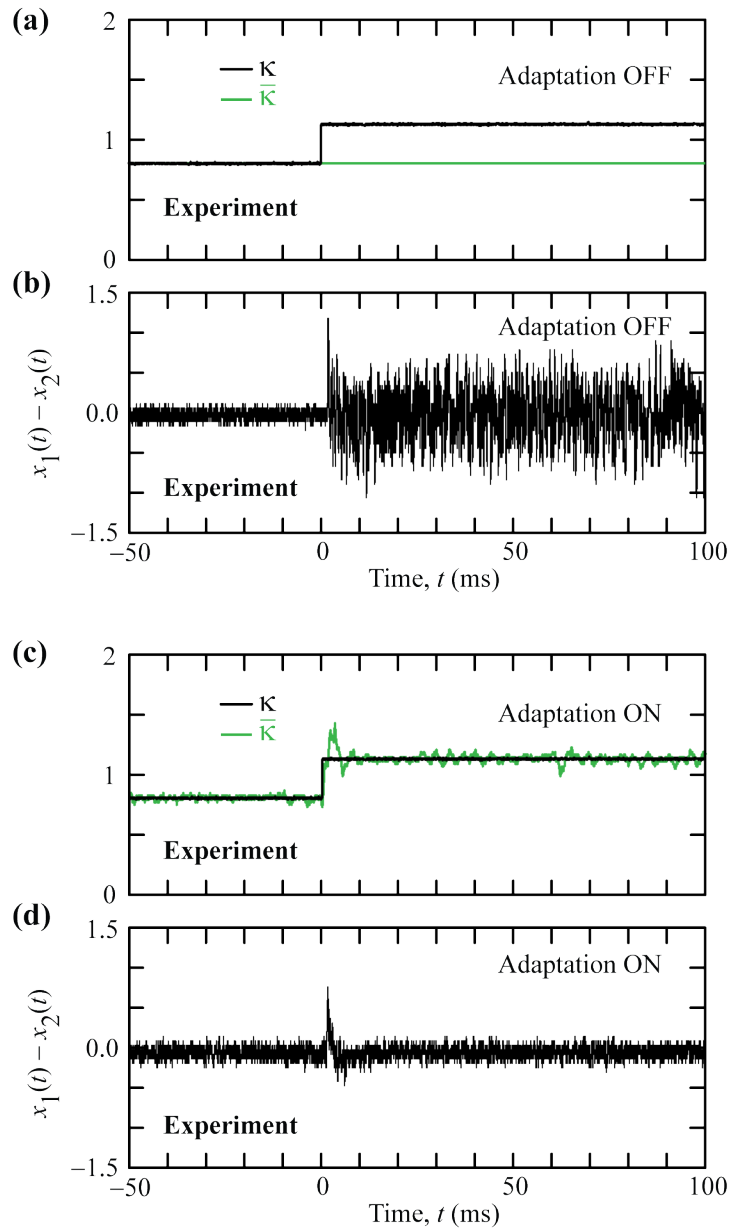 (a)
2
κ
Adaptation OFF
κ̄
1
Experiment
0
(b)
1.5
Adaptation OFF
x₁(t) − x₂(t)
0.0
Experiment
−1.5
−50 0 50 100
Time, t (ms)
(c)
2
κ
Adaptation ON
κ̄
1
Experiment
0
(d)
1.5
Adaptation ON
x₁(t) − x₂(t)
0.0
Experiment
−1.5
−50 0 50 100
Time, t (ms)